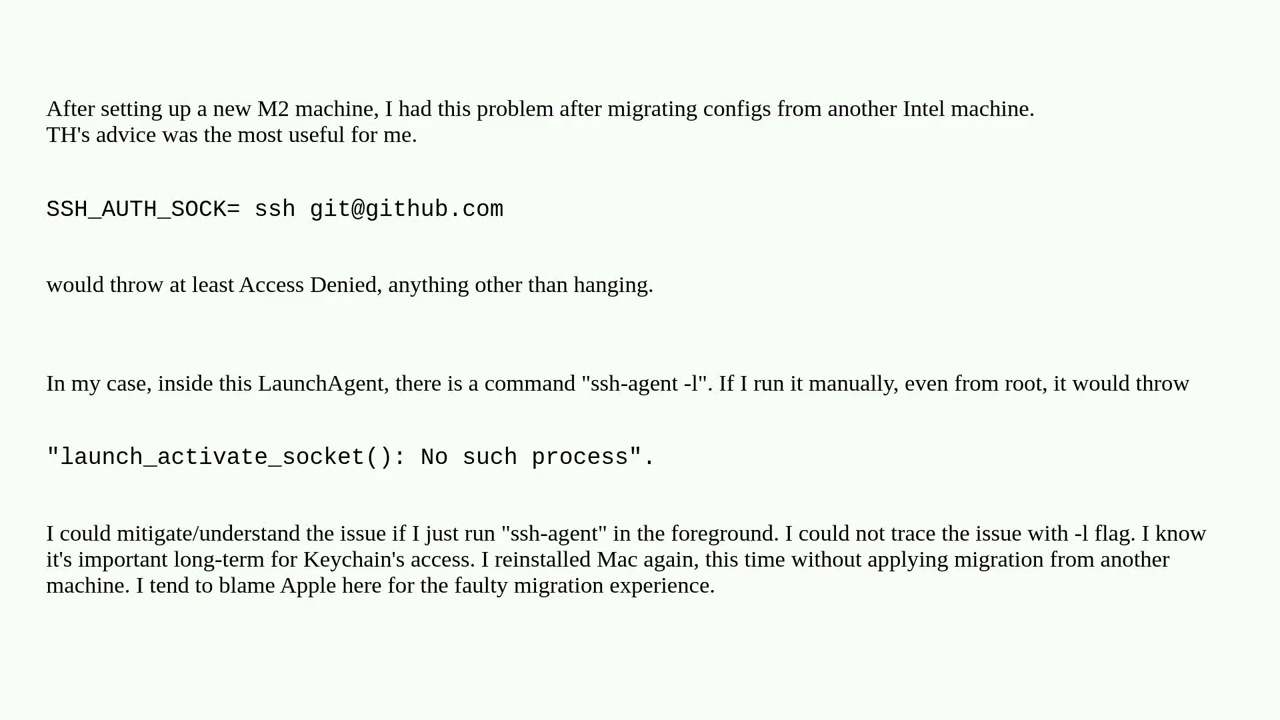 After setting up a new M2 machine, I had this problem after migrating configs from another Intel machine.
TH's advice was the most useful for me.
SSH_AUTH_SOCK= ssh git@github.com
would throw at least Access Denied, anything other than hanging.
In my case, inside this LaunchAgent, there is a command "ssh-agent -l". If I run it manually, even from root, it would throw
"launch_activate_socket(): No such process".
I could mitigate/understand the issue if I just run "ssh-agent" in the foreground. I could not trace the issue with -l flag. I know
it's important long-term for Keychain's access. I reinstalled Mac again, this time without applying migration from another
machine. I tend to blame Apple here for the faulty migration experience.